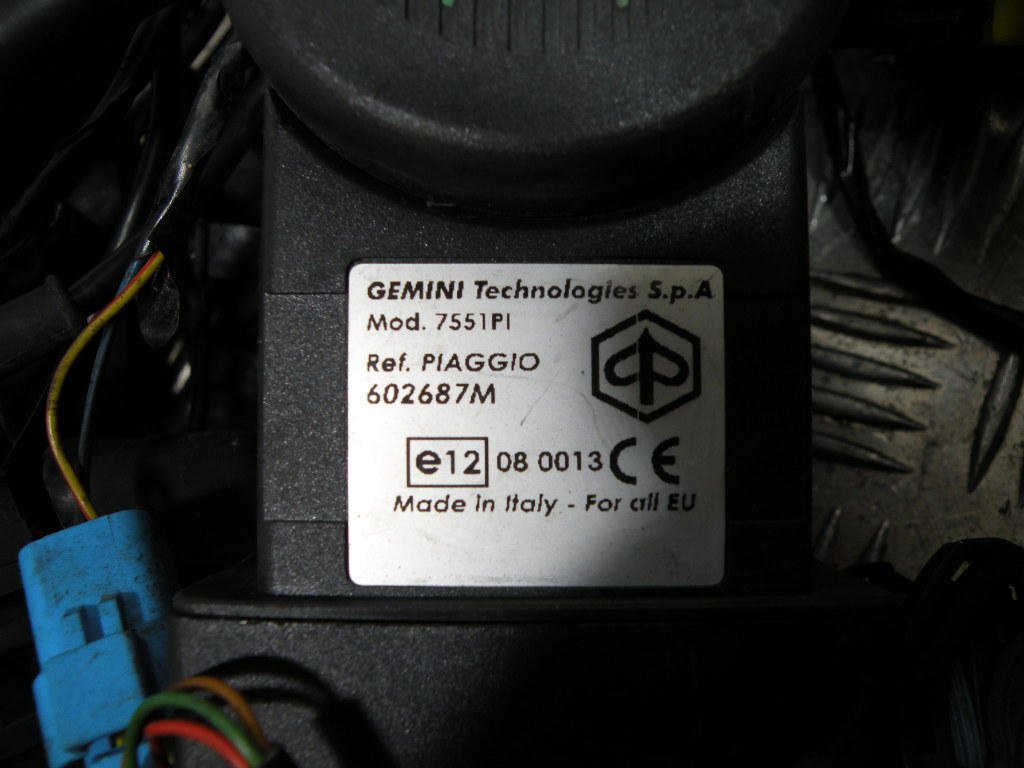 GEMINI Technologies S.p.A
Mod. 7551PI
Ref. PIAGGIO
602687M
e12 08 0013 CE
Made in Italy - For all EU